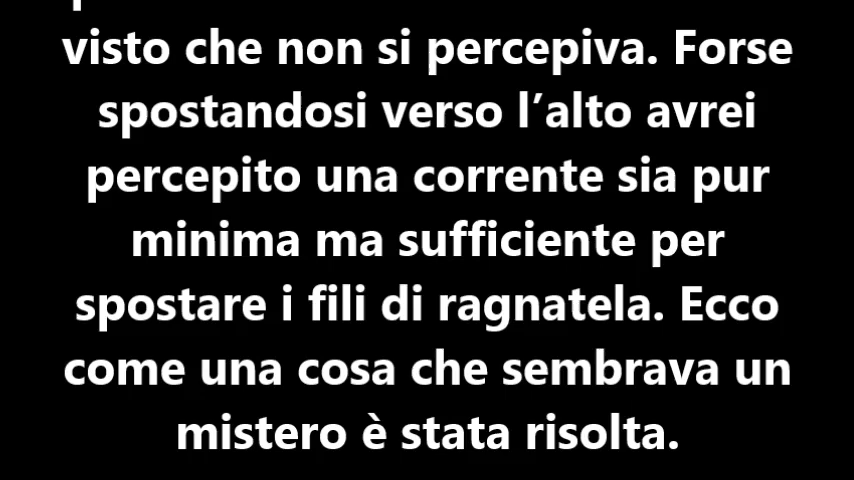 visto che non si percepiva. Forse
spostandosi verso l’alto avrei
percepito una corrente sia pur
minima ma sufficiente per
spostare i fili di ragnatela. Ecco
come una cosa che sembrava un
mistero è stata risolta.